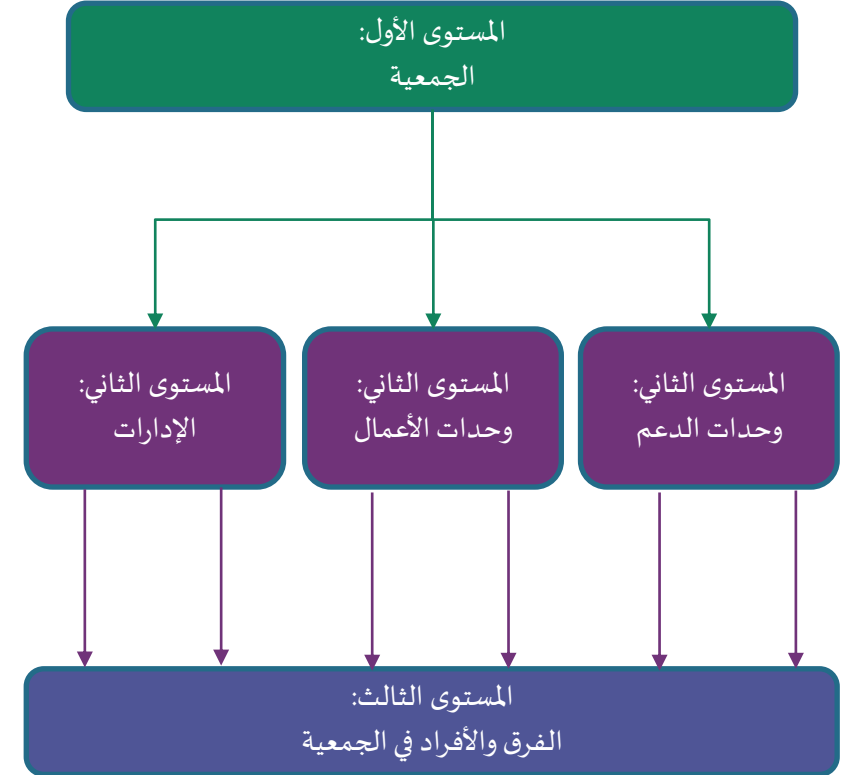 المستوى الأول:
الجمعية
المستوى الثاني:
وحدات الدعم
المستوى الثاني:
وحدات الأعمال
المستوى الثاني:
الإدارات
المستوى الثالث:
الفرق والأفراد في الجمعية